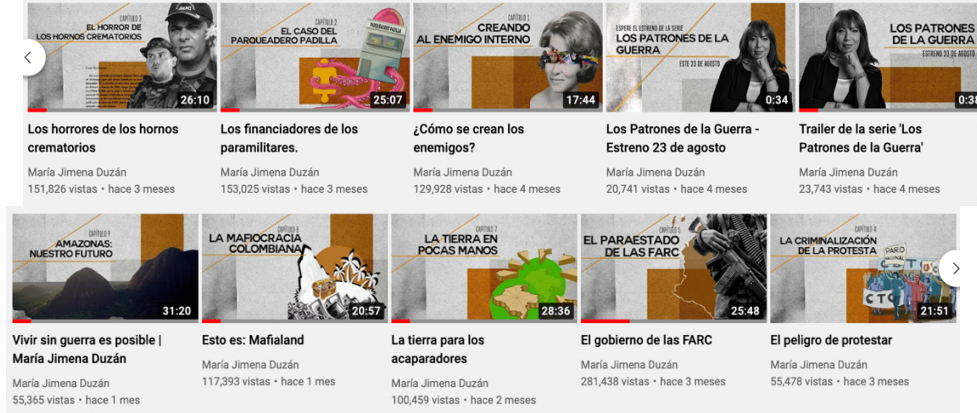 CAPÍTULO 3
EL HORROR DE
LOS HORNOS CREMATORIOS
26:10
CAPÍTULO 2
EL CASO DEL
PARQUEADERO PADILLA
25:07
CAPÍTULO 1
CREANDO
AL ENEMIGO INTERNO
17:44
ESPERE EL ESTRENO DE LA SERIE
LOS PATRONES DE LA
GUERRA
ESTE 23 DE AGOSTO
0:34
LOS PATRONES
DE LA GUERRA
ESTRENO 23 DE AGOSTO
0:38
Los horrores de los hornos
crematorios
María Jimena Duzán
151,826 vistas • hace 3 meses
Los financiadores de los
paramilitares.
María Jimena Duzán
153,025 vistas • hace 3 meses
¿Cómo se crean los
enemigos?
María Jimena Duzán
129,928 vistas • hace 4 meses
Los Patrones de la Guerra -
Estreno 23 de agosto
María Jimena Duzán
20,741 vistas • hace 4 meses
Trailer de la serie 'Los
Patrones de la Guerra'
María Jimena Duzán
23,743 vistas • hace 4 meses
CAPÍTULO 9
AMAZONAS:
NUESTRO FUTURO
31:20
LA MAFIOCRACIA
COLOMBIANA
20:57
CAPÍTULO 7
LA TIERRA EN
POCAS MANOS
28:36
CAPÍTULO 5
EL PARAESTADO
DE LAS FARC
25:48
CAPÍTULO 4
LA CRIMINALIZACIÓN
DE LA PROTESTA
PARO
NACIONAL
CTC
21:51
Vivir sin guerra es posible |
María Jimena Duzán
María Jimena Duzán
55,365 vistas • hace 1 mes
Esto es: Mafialand
María Jimena Duzán
117,393 vistas • hace 1 mes
La tierra para los
acaparadores
María Jimena Duzán
100,459 vistas • hace 2 meses
El gobierno de las FARC
María Jimena Duzán
281,438 vistas • hace 3 meses
El peligro de protestar
María Jimena Duzán
55,478 vistas • hace 3 meses